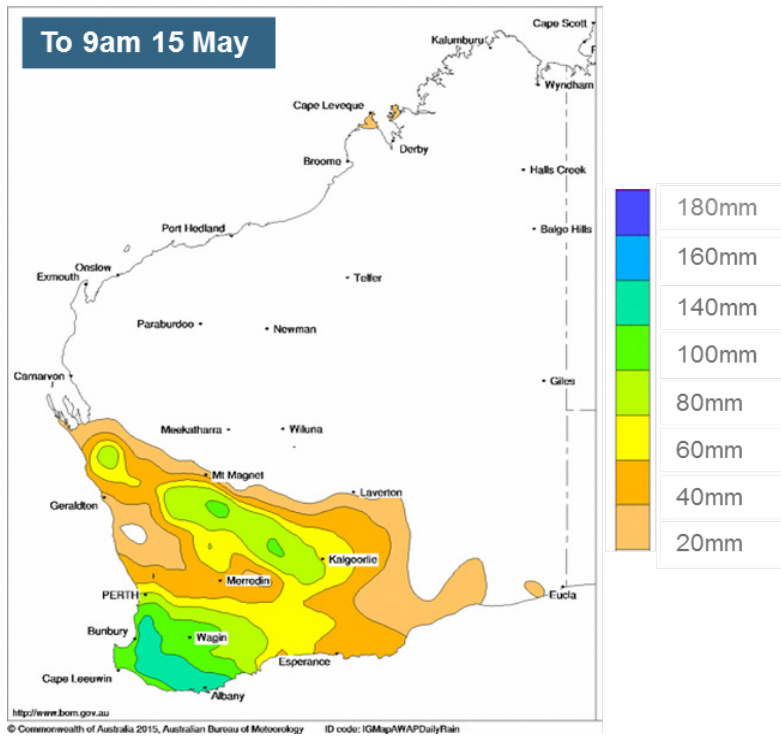 To 9am 15 May
Cape Scott
Kalumburu
Wyndham
Cape Leveque
Derby
Broome
Halls Creek
Port Hedland
Balgo Hills
Onslow
Exmouth
Telfer
Paraburdoo
Newman
Carnarvon
Giles
Meekatharra
Wiluna
Mt Magnet
Laverton
Geraldton
Kalgoorlie
Merredin
PERTH
Eucla
Bunbury
Wagin
Esperance
Cape Leeuwin
Albany
180mm
160mm
140mm
100mm
80mm
60mm
40mm
20mm
http://www.bom.gov.au
© Commonwealth of Australia 2015, Australian Bureau of Meteorology ID code: IGMapAWAPDailyRain